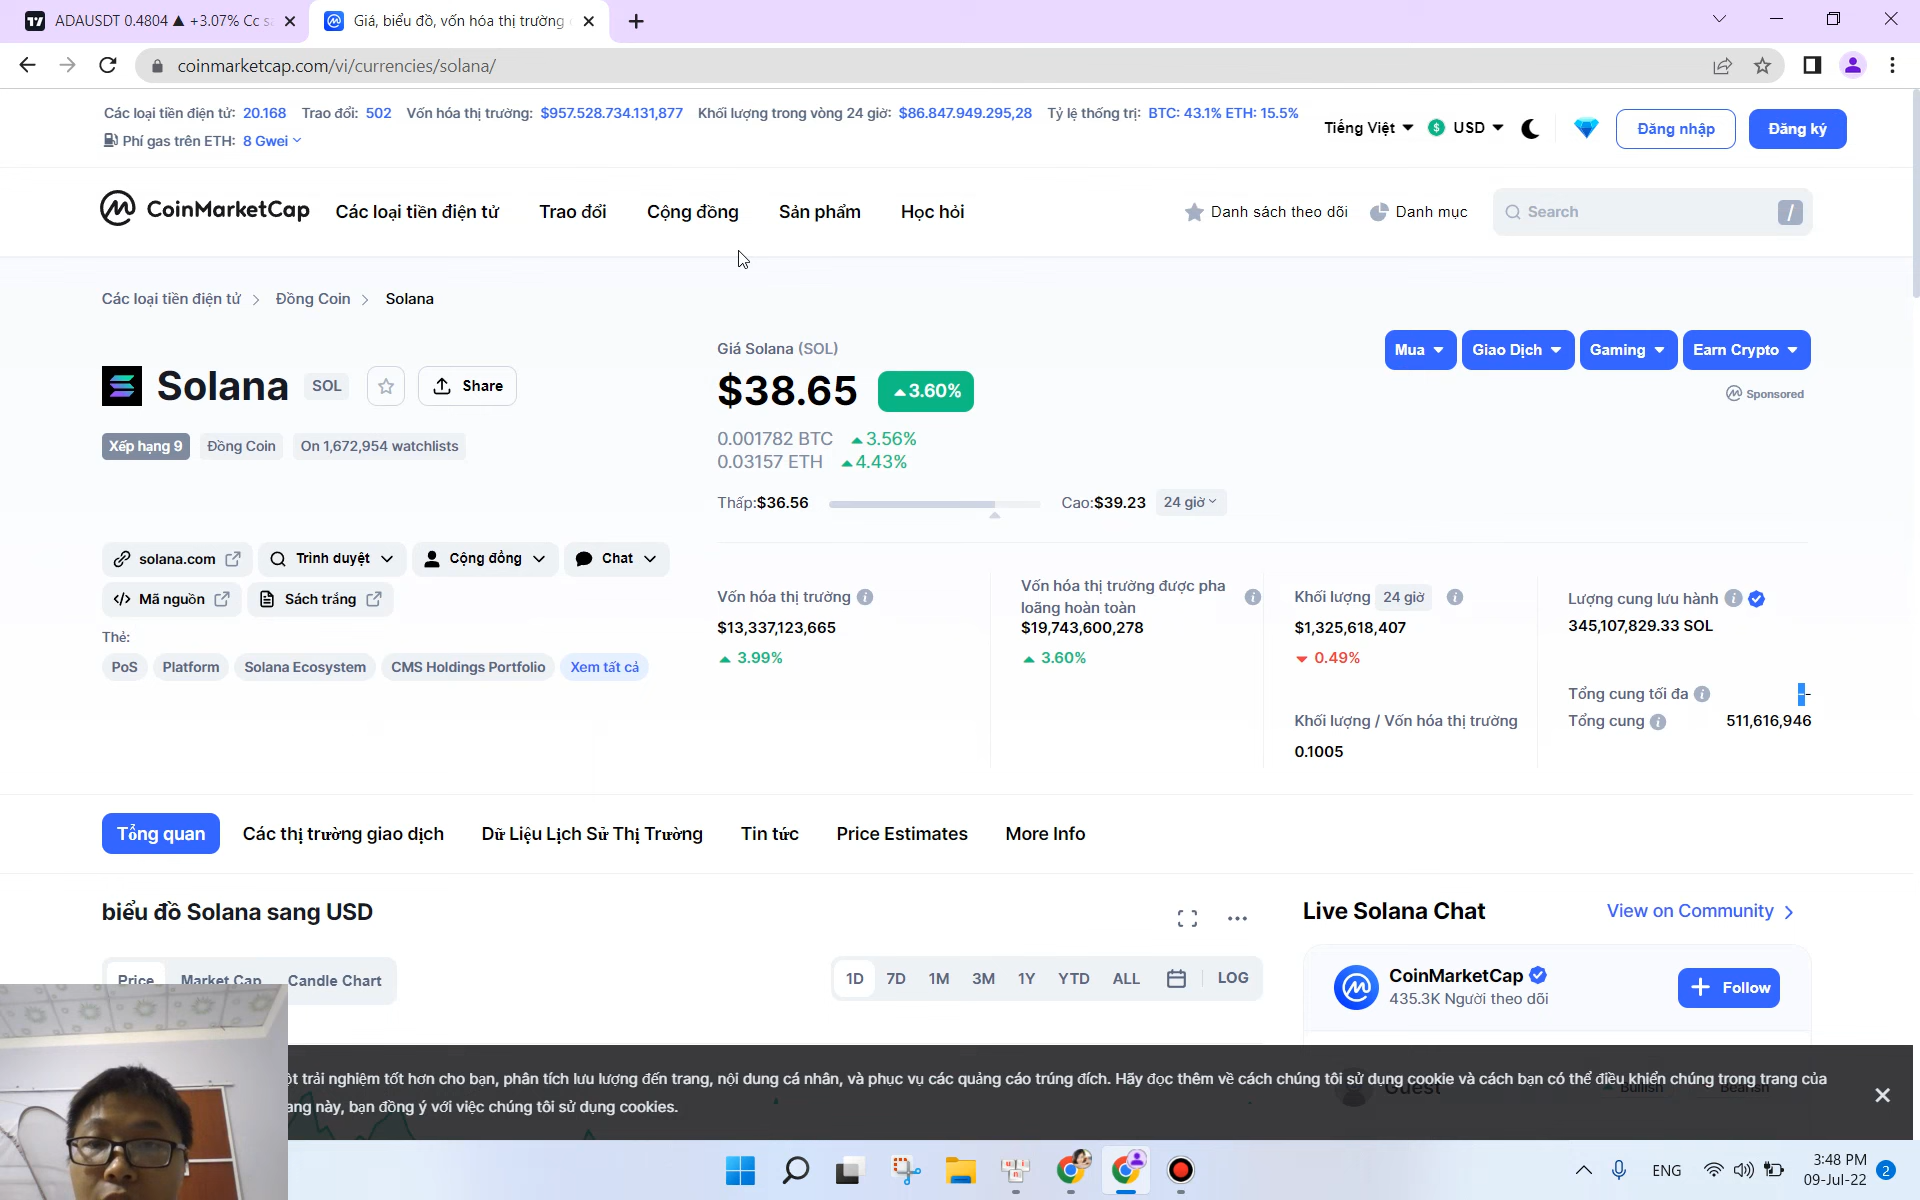 ADAUSDT 0.4804 ▲ +3.07% Cc
Giá, biểu đồ, vốn hóa thị trường
coinmarketcap.com/vi/currencies/solana/
Các loại tiền điện tử: 20.168 Trao đổi: 502 Vốn hóa thị trường: $957.528.734.131,877 Khối lượng trong vòng 24 giờ: $86.847.949.295,28 Tỷ lệ thống trị: BTC: 43.1% ETH: 15.5%
Phí gas trên ETH: 8 Gwei
Tiếng Việt USD Đăng nhập Đăng ký
CoinMarketCap Các loại tiền điện tử Trao đổi Cộng đồng Sản phẩm Học hỏi Danh sách theo dõi Danh mục Search /
Các loại tiền điện tử > Đồng Coin > Solana
Giá Solana (SOL)
Mua Giao Dịch Gaming Earn Crypto
Solana SOL Share
$38.65 3.60%
Sponsored
Xếp hạng 9 Đồng Coin On 1,672,954 watchlists
0.001782 BTC 3.56%
0.03157 ETH 4.43%
Thấp:$36.56 Cao:$39.23 24 giờ
solana.com Trình duyệt Cộng đồng Chat
Mã nguồn Sách trắng
Thẻ:
PoS Platform Solana Ecosystem CMS Holdings Portfolio Xem tất cả
Vốn hóa thị trường
$13,337,123,665
3.99%
Vốn hóa thị trường được pha
loãng hoàn toàn
$19,743,600,278
3.60%
Khối lượng 24 giờ
$1,325,618,407
0.49%
Khối lượng / Vốn hóa thị trường
0.1005
Lượng cung lưu hành
345,107,829.33 SOL
Tổng cung tối đa --
Tổng cung 511,616,946
Tổng quan Các thị trường giao dịch Dữ Liệu Lịch Sử Thị Trường Tin tức Price Estimates More Info
biểu đồ Solana sang USD
Price Market Cap Candle Chart
1D 7D 1M 3M 1Y YTD ALL LOG
Live Solana Chat View on Community >
CoinMarketCap
435.3K Người theo dõi
+ Follow
Guest Bullish Bearish
trải nghiệm tốt hơn cho bạn, phân tích lưu lượng đến trang, nội dung cá nhân, và phục vụ các quảng cáo trúng đích. Hãy đọc thêm về cách chúng tôi sử dụng cookie và cách bạn có thể điều khiển chúng trong trang của
này, bạn đồng ý với việc chúng tôi sử dụng cookies.
ENG
3:48 PM
09-Jul-22
2